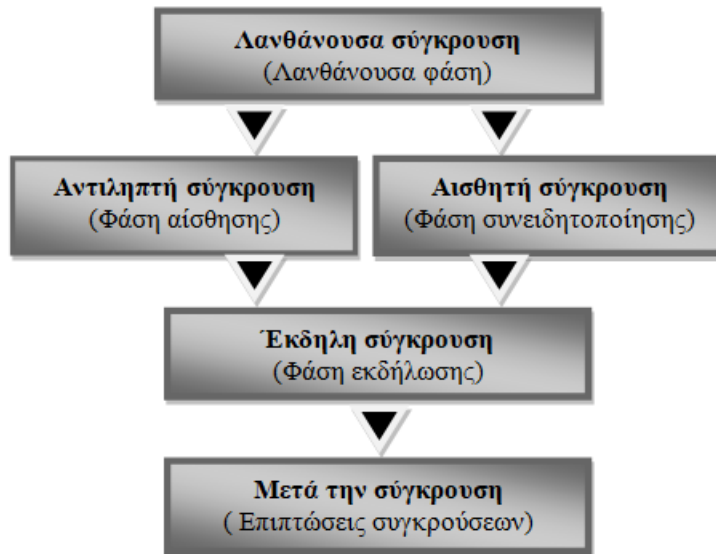 Λανθάνουσα σύγκρουση
(Λανθάνουσα φάση)
Αντιληπτή σύγκρουση
(Φάση αίσθησης)
Αισθητή σύγκρουση
(Φάση συνειδητοποίησης)
Έκδηλη σύγκρουση
(Φάση εκδήλωσης)
Μετά την σύγκρουση
( Επιπτώσεις συγκρούσεων)